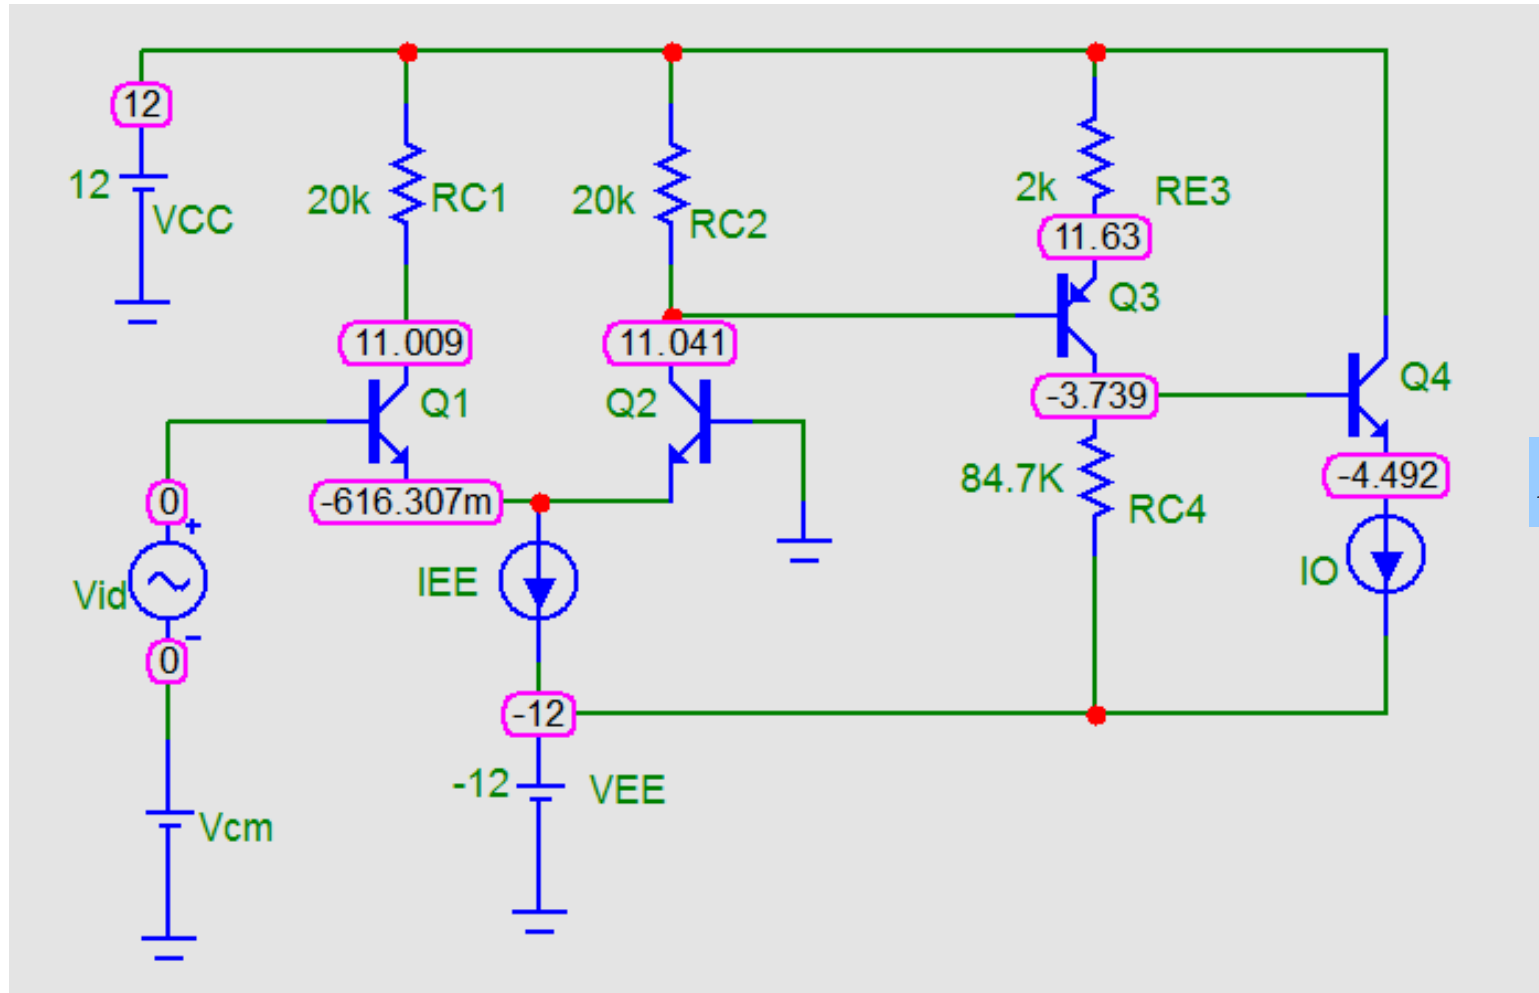 12
12
VCC
20k
RC1
20k
RC2
2k
RE3
11.63
Q3
11.009
11.041
Q1
Q2
-3.739
Q4
-616.307m
84.7K
RC4
-4.492
0
+
Vid
-
0
IEE
IO
-12
-12
VEE
Vcm